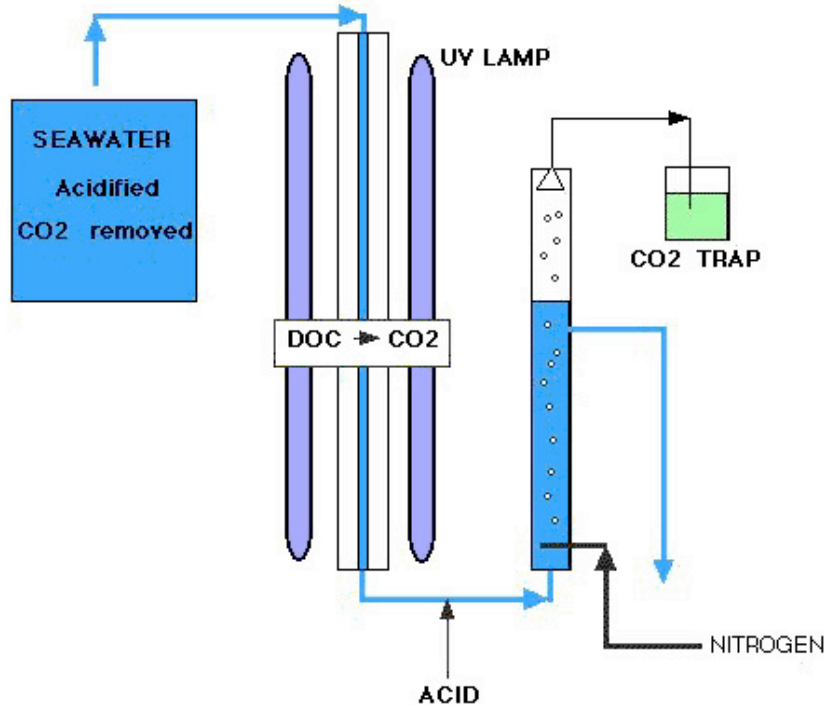 UV LAMP
SEAWATER
Acidified
CO2 removed
CO2 TRAP
DOC CO2
NITROGEN
ACID